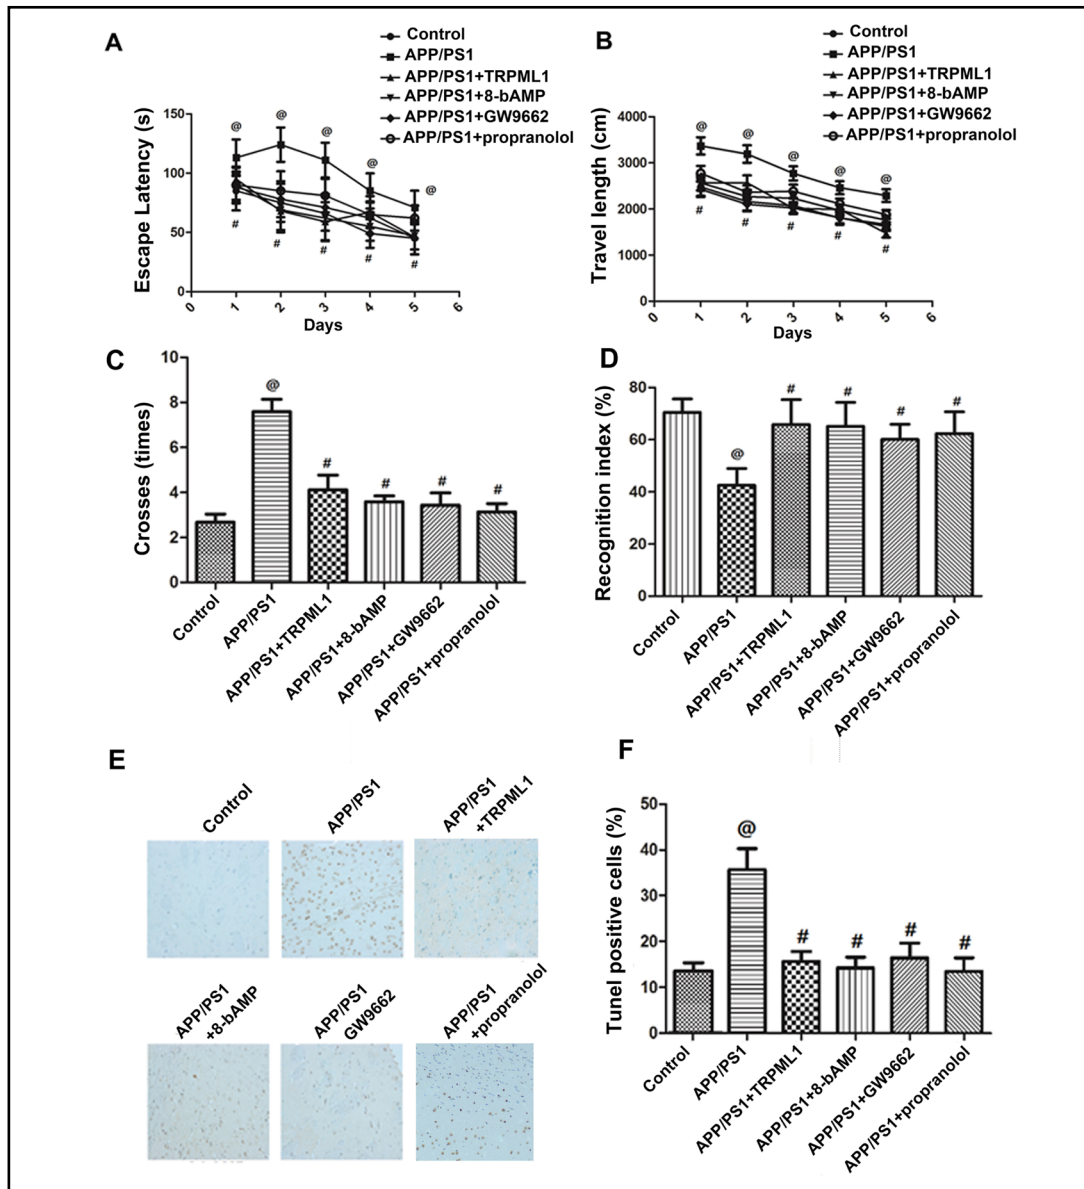 A
Control
APP/PS1
APP/PS1+TRPML1
APP/PS1+8-bAMP
APP/PS1+GW9662
APP/PS1+propranolol
Escape Latency (s)
150
100
50
0
@ @ @ @ @
# # # # #
0 1 2 3 4 5 6
Days
B
Control
APP/PS1
APP/PS1+TRPML1
APP/PS1+8-bAMP
APP/PS1+GW9662
APP/PS1+propranolol
Travel length (cm)
4000
3000
2000
1000
0
@ @ @ @ @
# # # # #
0 1 2 3 4 5 6
Days
C
Crosses (times)
10
8
6
4
2
0
@
# # # #
Control
APP/PS1
APP/PS1+TRPML1
APP/PS1+8-bAMP
APP/PS1+GW9662
APP/PS1+propranolol
D
Recognition index (%)
80
60
40
20
0
@
# # # #
Control
APP/PS1
APP/PS1+TRPML1
APP/PS1+8-bAMP
APP/PS1+GW9662
APP/PS1+propranolol
E
Control
APP/PS1
APP/PS1
+TRPML1
APP/PS1
+8-bAMP
APP/PS1
GW9662
APP/PS1
+propranolol
F
Tunel positive cells (%)
50
40
30
20
10
0
@
# # # #
Control
APP/PS1
APP/PS1+TRPML1
APP/PS1+8-bAMP
APP/PS1+GW9662
APP/PS1+propranolol